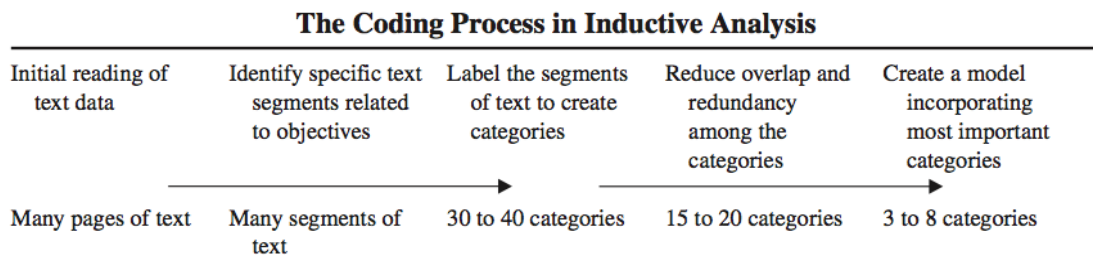 The Coding Process in Inductive Analysis
Initial reading of
text data
Identify specific text
segments related
to objectives
Label the segments
of text to create
categories
Reduce overlap and
redundancy
among the
categories
Create a model
incorporating
most important
categories
Many pages of text
Many segments of
text
30 to 40 categories
15 to 20 categories
3 to 8 categories